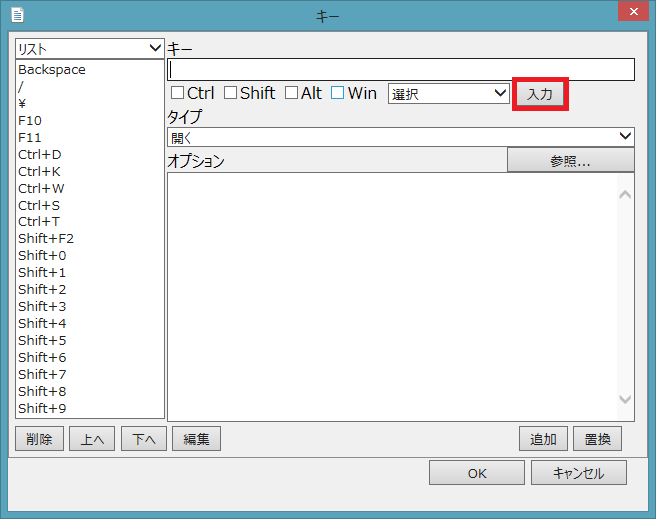 キー
リスト
キー
Backspace
/
¥
F10
F11
Ctrl+D
Ctrl+K
Ctrl+W
Ctrl+S
Ctrl+T
Shift+F2
Shift+0
Shift+1
Shift+2
Shift+3
Shift+4
Shift+5
Shift+6
Shift+7
Shift+8
Shift+9
Ctrl Shift Alt Win 選択 入力
タイプ
開く
オプション 参照...
削除 上へ 下へ 編集 追加 置換
OK キャンセル